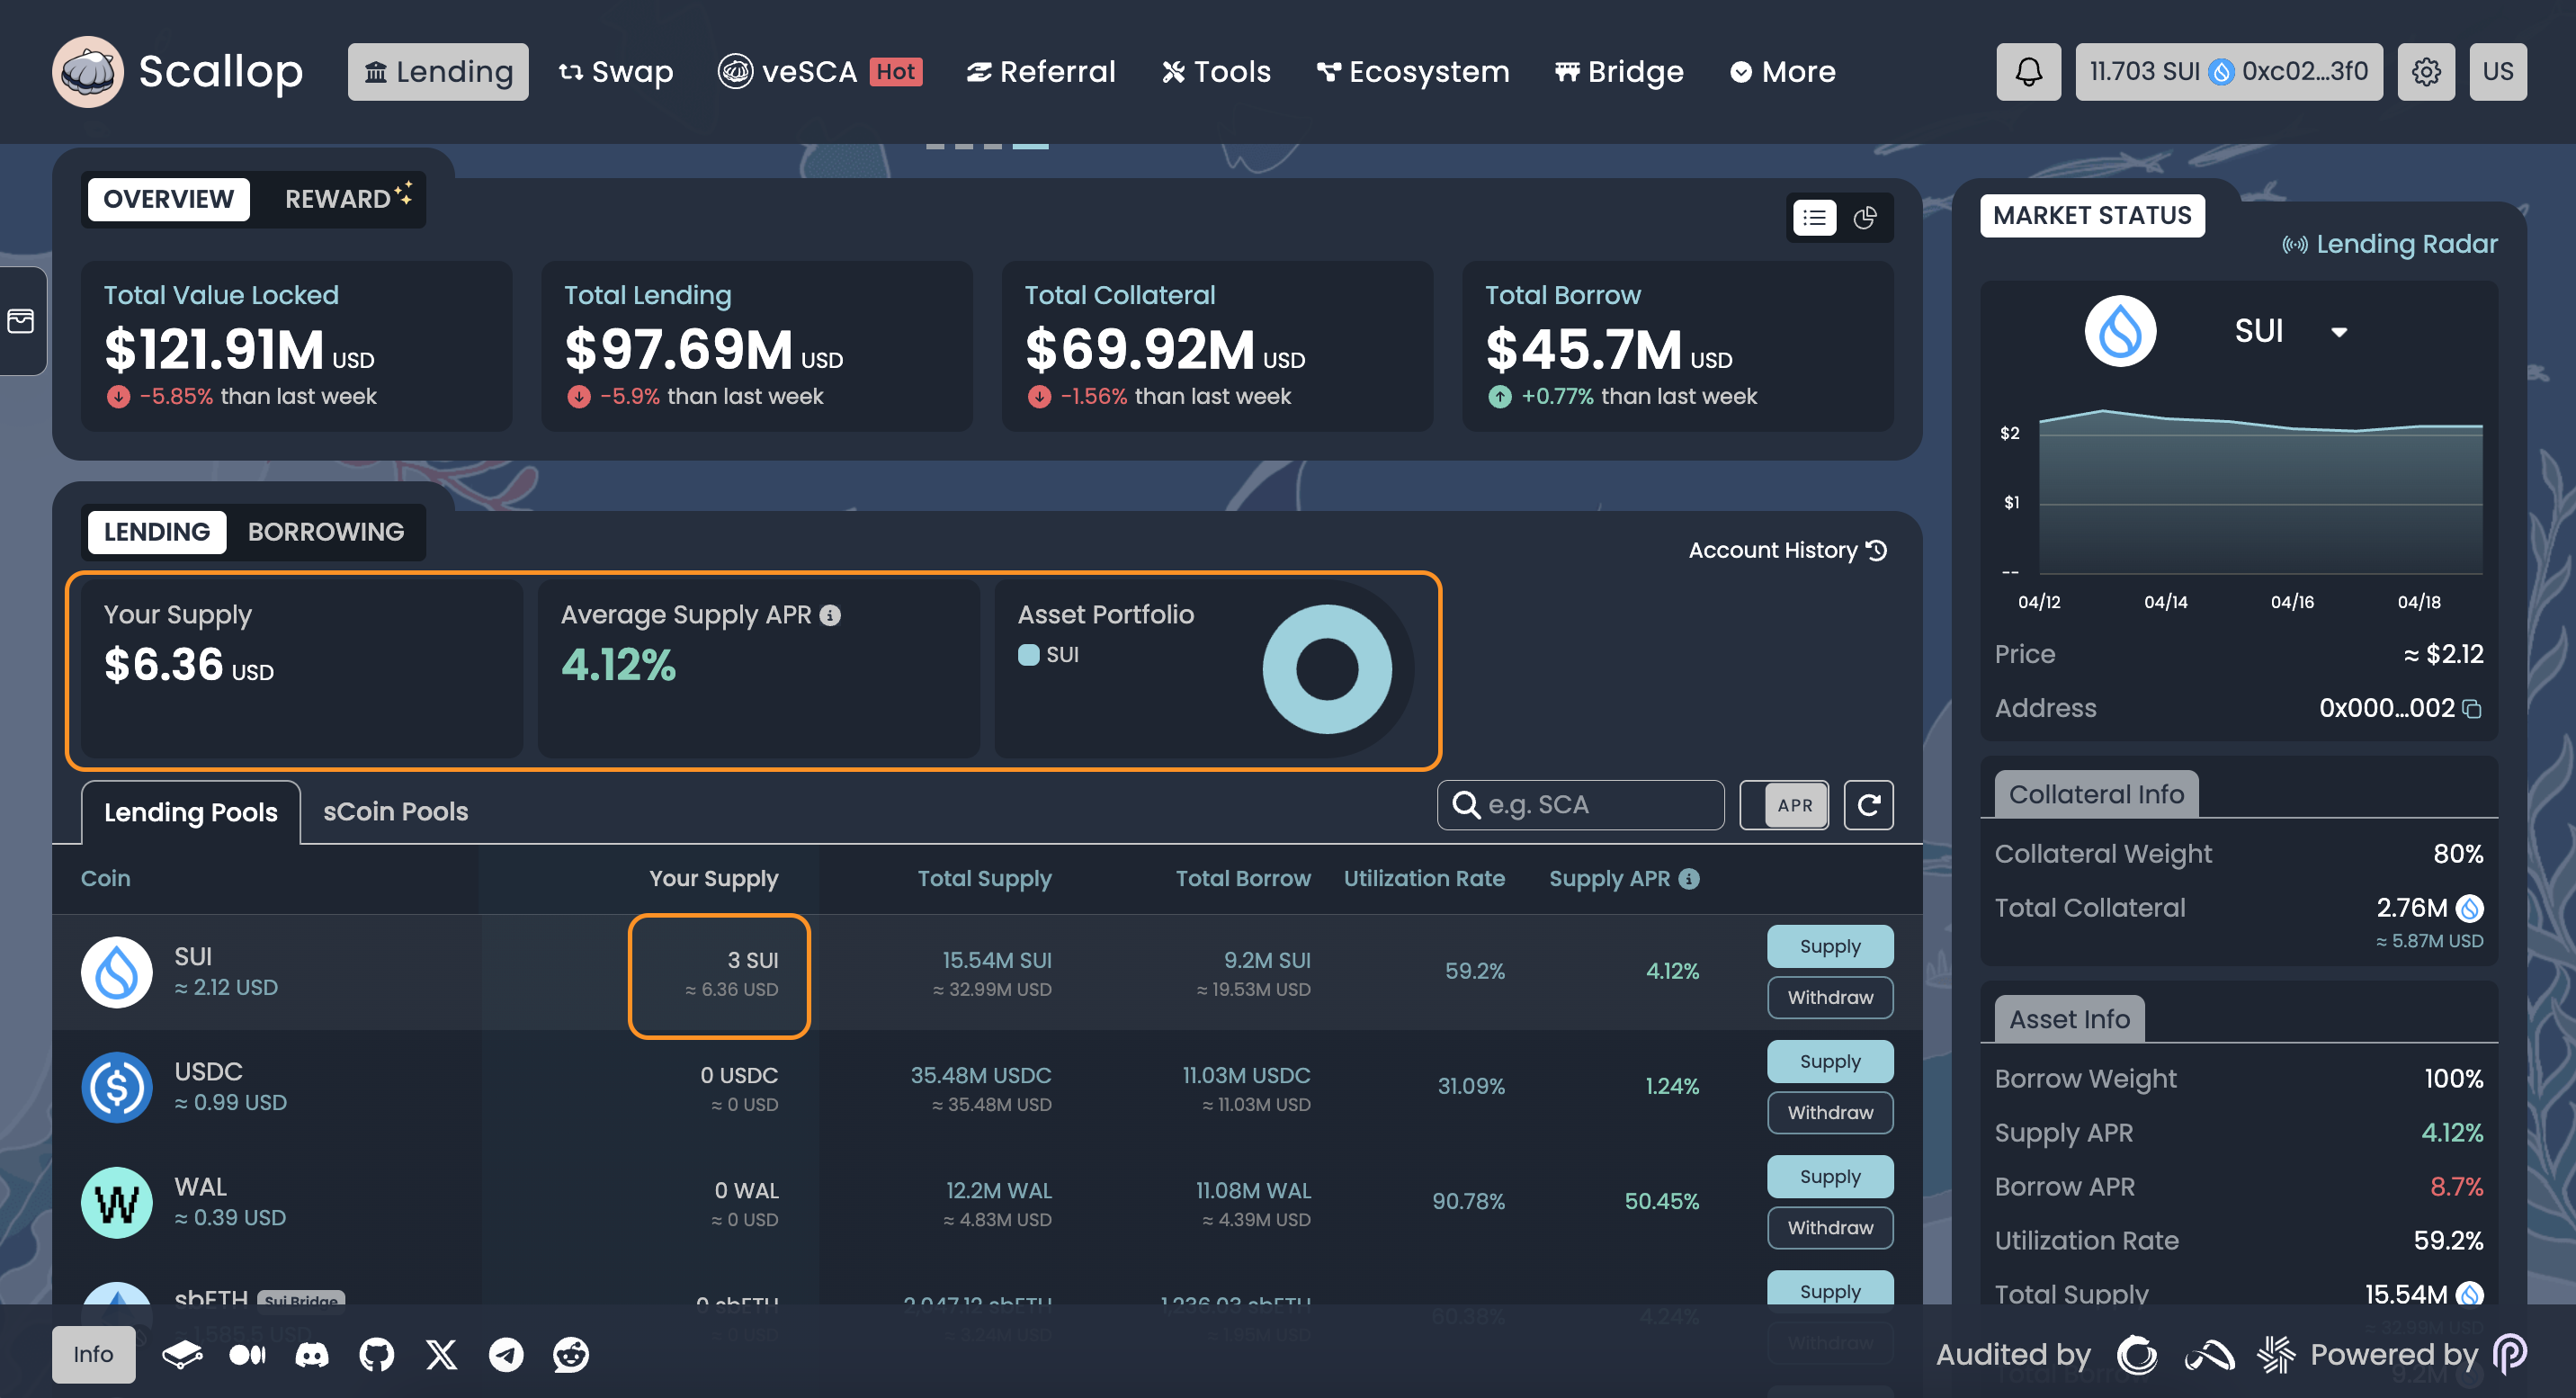 Scallop
Lending
Swap
veSCA Hot
Referral
Tools
Ecosystem
Bridge
More
11.703 SUI 0xc02...3f0
US
OVERVIEW
REWARD
Total Value Locked
$121.91M USD
-5.85% than last week
Total Lending
$97.69M USD
-5.9% than last week
Total Collateral
$69.92M USD
-1.56% than last week
Total Borrow
$45.7M USD
+0.77% than last week
LENDING
BORROWING
Account History
Your Supply
$6.36 USD
Average Supply APR
4.12%
Asset Portfolio
SUI
Lending Pools
sCoin Pools
e.g. SCA
APR
Coin Your Supply Total Supply Total Borrow Utilization Rate Supply APR
SUI 3 SUI 15.54M SUI 9.2M SUI 59.2% 4.12% Supply
≈ 2.12 USD ≈ 6.36 USD ≈ 32.99M USD ≈ 19.53M USD Withdraw
USDC 0 USDC 35.48M USDC 11.03M USDC 31.09% 1.24% Supply
≈ 0.99 USD ≈ 0 USD ≈ 35.48M USD ≈ 11.03M USD Withdraw
WAL 0 WAL 12.2M WAL 11.08M WAL 90.78% 50.45% Supply
≈ 0.39 USD ≈ 0 USD ≈ 4.83M USD ≈ 4.39M USD Withdraw
sbETH Sui Bridge 0 sbETH 2,047.12 sbETH 1,236.03 sbETH 60.38% 4.24% Supply
1,585.5 USD ≈ 0 USD ≈ 3.24M USD ≈ 1.95M USD Withdraw
MARKET STATUS
Lending Radar
SUI
$2
$1
--
04/12 04/14 04/16 04/18
Price ≈ $2.12
Address 0x000...002
Collateral Info
Collateral Weight 80%
Total Collateral 2.76M
≈ 5.87M USD
Asset Info
Borrow Weight 100%
Supply APR 4.12%
Borrow APR 8.7%
Utilization Rate 59.2%
Total Supply 15.54M
≈ 32.99M USD
Total Borrow 9.2M
Info
Audited by
Powered by